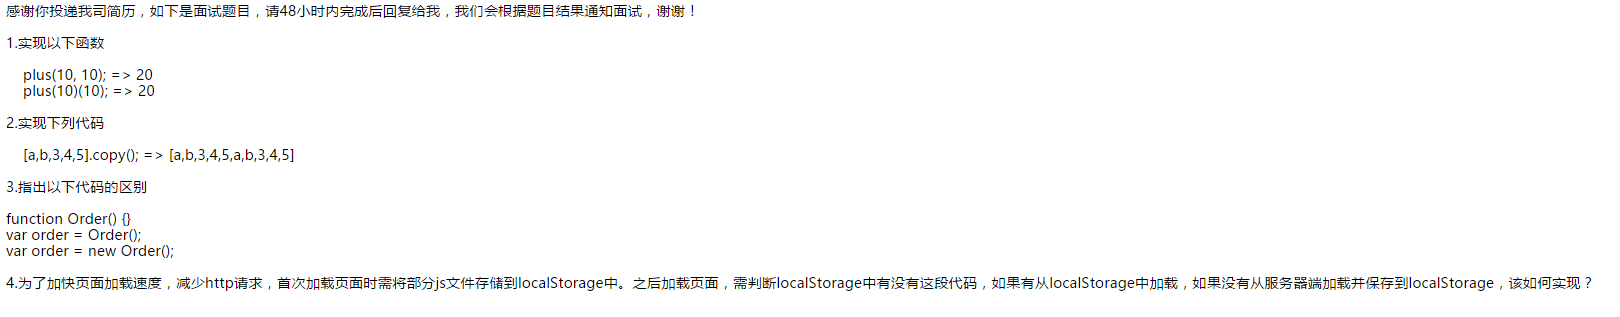 感谢你投递我司简历，如下是面试题目，请48小时内完成后回复给我，我们会根据题目结果通知面试，谢谢！
1.实现以下函数
plus(10, 10); => 20
plus(10)(10); => 20
2.实现下列代码
[a,b,3,4,5].copy(); => [a,b,3,4,5,a,b,3,4,5]
3.指出以下代码的区别
function Order() {}
var order = Order();
var order = new Order();
4.为了加快页面加载速度，减少http请求，首次加载页面时需将部分js文件存储到localStorage中。之后加载页面，需判断localStorage中有没有这段代码，如果有从localStorage中加载，如果没有从服务器端加载并保存到localStorage，该如何实现？